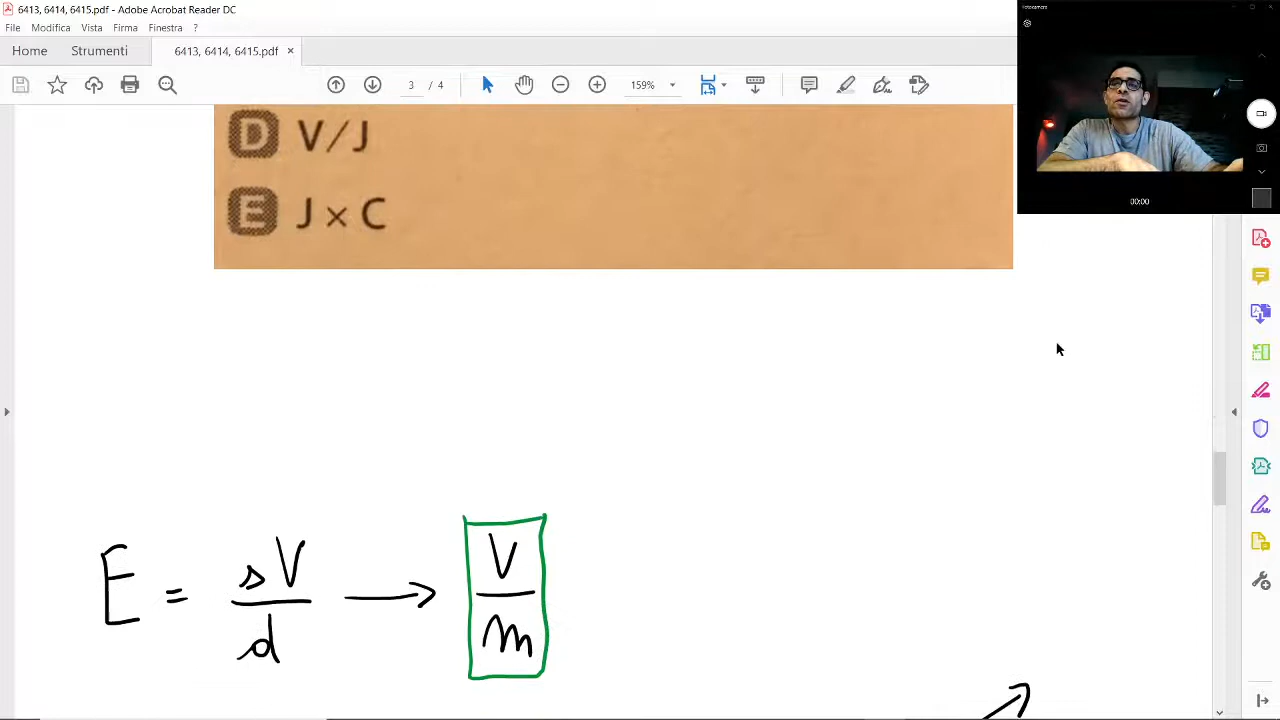 6413, 6414, 6415.pdf - Adobe Acrobat Reader DC
File Modifica Vista Firma Finestra ?
Home Strumenti 6413, 6414, 6415.pdf ×
3 / 4 159%
Fotocamera
00:00
D V/J
E J × C
E = ΔV / d → V / m